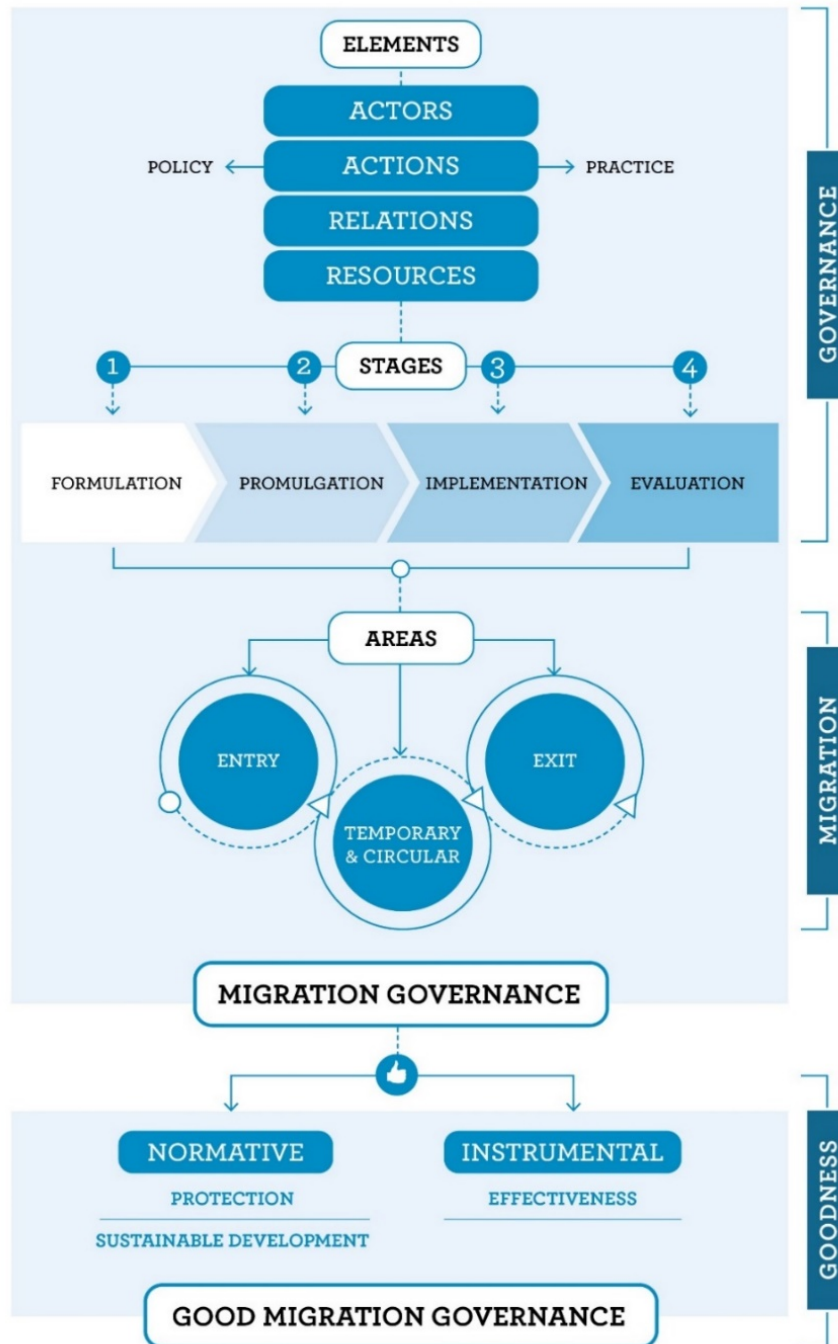 ELEMENTS
ACTORS
POLICY
ACTIONS
PRACTICE
RELATIONS
RESOURCES
GOVERNANCE
1
2
STAGES
3
4
FORMULATION
PROMULGATION
IMPLEMENTATION
EVALUATION
AREAS
ENTRY
EXIT
TEMPORARY
& CIRCULAR
MIGRATION
MIGRATION GOVERNANCE
NORMATIVE
INSTRUMENTAL
PROTECTION
EFFECTIVENESS
SUSTAINABLE DEVELOPMENT
GOODNESS
GOOD MIGRATION GOVERNANCE